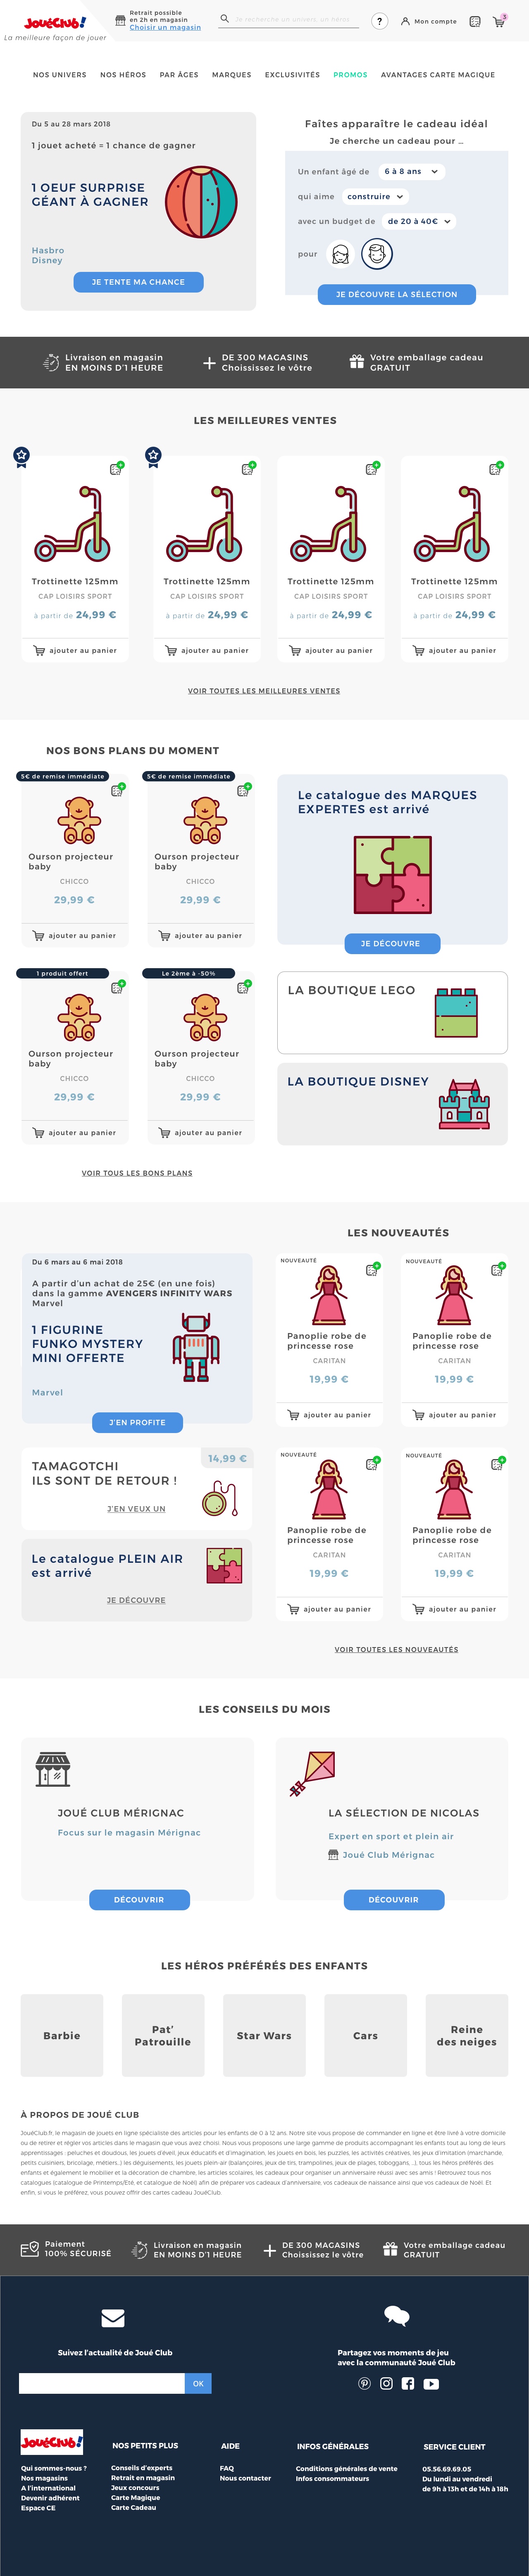 JouéClub!
La meilleure façon de jouer
Retrait possible
en 2h en magasin
Choisir un magasin
Je recherche un univers, un héros
?
Mon compte
3
NOS UNIVERS
NOS HÉROS
PAR ÂGES
MARQUES
EXCLUSIVITÉS
PROMOS
AVANTAGES CARTE MAGIQUE
Du 5 au 28 mars 2018
1 jouet acheté = 1 chance de gagner
1 OEUF SURPRISE
GÉANT À GAGNER
Hasbro
Disney
JE TENTE MA CHANCE
Faîtes apparaître le cadeau idéal
Je cherche un cadeau pour ...
Un enfant âgé de 6 à 8 ans
qui aime construire
avec un budget de de 20 à 40€
pour
JE DÉCOUVRE LA SÉLECTION
Livraison en magasin
EN MOINS D'1 HEURE
DE 300 MAGASINS
Choississez le vôtre
Votre emballage cadeau
GRATUIT
LES MEILLEURES VENTES
Trottinette 125mm
CAP LOISIRS SPORT
à partir de 24,99 €
ajouter au panier
Trottinette 125mm
CAP LOISIRS SPORT
à partir de 24,99 €
ajouter au panier
Trottinette 125mm
CAP LOISIRS SPORT
à partir de 24,99 €
ajouter au panier
Trottinette 125mm
CAP LOISIRS SPORT
à partir de 24,99 €
ajouter au panier
VOIR TOUTES LES MEILLEURES VENTES
NOS BONS PLANS DU MOMENT
5€ de remise immédiate
Ourson projecteur
baby
CHICCO
29,99 €
ajouter au panier
5€ de remise immédiate
Ourson projecteur
baby
CHICCO
29,99 €
ajouter au panier
1 produit offert
Ourson projecteur
baby
CHICCO
29,99 €
ajouter au panier
Le 2ème à -50%
Ourson projecteur
baby
CHICCO
29,99 €
ajouter au panier
VOIR TOUS LES BONS PLANS
Le catalogue des MARQUES
EXPERTES est arrivé
JE DÉCOUVRE
LA BOUTIQUE LEGO
LA BOUTIQUE DISNEY
Du 6 mars au 6 mai 2018
A partir d'un achat de 25€ (en une fois)
dans la gamme AVENGERS INFINITY WARS
Marvel
1 FIGURINE
FUNKO MYSTERY
MINI OFFERTE
Marvel
J'EN PROFITE
14,99 €
TAMAGOTCHI
ILS SONT DE RETOUR !
J'EN VEUX UN
Le catalogue PLEIN AIR
est arrivé
JE DÉCOUVRE
LES NOUVEAUTÉS
NOUVEAUTÉ
Panoplie robe de
princesse rose
CARITAN
19,99 €
ajouter au panier
NOUVEAUTÉ
Panoplie robe de
princesse rose
CARITAN
19,99 €
ajouter au panier
NOUVEAUTÉ
Panoplie robe de
princesse rose
CARITAN
19,99 €
ajouter au panier
NOUVEAUTÉ
Panoplie robe de
princesse rose
CARITAN
19,99 €
ajouter au panier
VOIR TOUTES LES NOUVEAUTÉS
LES CONSEILS DU MOIS
JOUÉ CLUB MÉRIGNAC
Focus sur le magasin Mérignac
DÉCOUVRIR
LA SÉLECTION DE NICOLAS
Expert en sport et plein air
Joué Club Mérignac
DÉCOUVRIR
LES HÉROS PRÉFÉRÉS DES ENFANTS
Barbie
Pat'
Patrouille
Star Wars
Cars
Reine
des neiges
À PROPOS DE JOUÉ CLUB
JouéClub.fr, le magasin de jouets en ligne spécialiste des articles pour les enfants de 0 à 12 ans. Notre site vous propose de commander en ligne et être livré à votre domicile
ou de retirer et régler vos articles dans le magasin que vous avez choisi. Nous vous proposons une large gamme de produits accompagnant les enfants tout au long de leurs
apprentissages : peluches et doudous, les jouets d'éveil, jeux éducatifs et d'imagination, les jouets en bois, les puzzles, les activités créatives, les jeux d'imitation (marchande,
petits cuisiniers, bricolage, métiers...) les déguisements, les jouets plein-air (balançoires, jeux de tirs, trampolines, jeux de plages, toboggans, ...), tous les héros préférés des
enfants et également le mobilier et la décoration de chambre, les articles scolaires, les cadeaux pour organiser un anniversaire réussi avec ses amis ! Retrouvez tous nos
catalogues (catalogue de Printemps/Eté, et catalogue de Noël) afin de préparer vos cadeaux d'anniversaire, vos cadeaux de naissance ainsi que vos cadeaux de Noël. Et
enfin, si vous le préférez, vous pouvez offrir des cartes cadeau JouéClub.
Paiement
100% SÉCURISÉ
Livraison en magasin
EN MOINS D'1 HEURE
DE 300 MAGASINS
Choississez le vôtre
Votre emballage cadeau
GRATUIT
Suivez l'actualité de Joué Club
OK
Partagez vos moments de jeu
avec la communauté Joué Club
JouéClub!
Qui sommes-nous ?
Nos magasins
A l'international
Devenir adhérent
Espace CE
NOS PETITS PLUS
Conseils d'experts
Retrait en magasin
Jeux concours
Carte Magique
Carte Cadeau
AIDE
FAQ
Nous contacter
INFOS GÉNÉRALES
Conditions générales de vente
Infos consommateurs
SERVICE CLIENT
05.56.69.69.05
Du lundi au vendredi
de 9h à 13h et de 14h à 18h